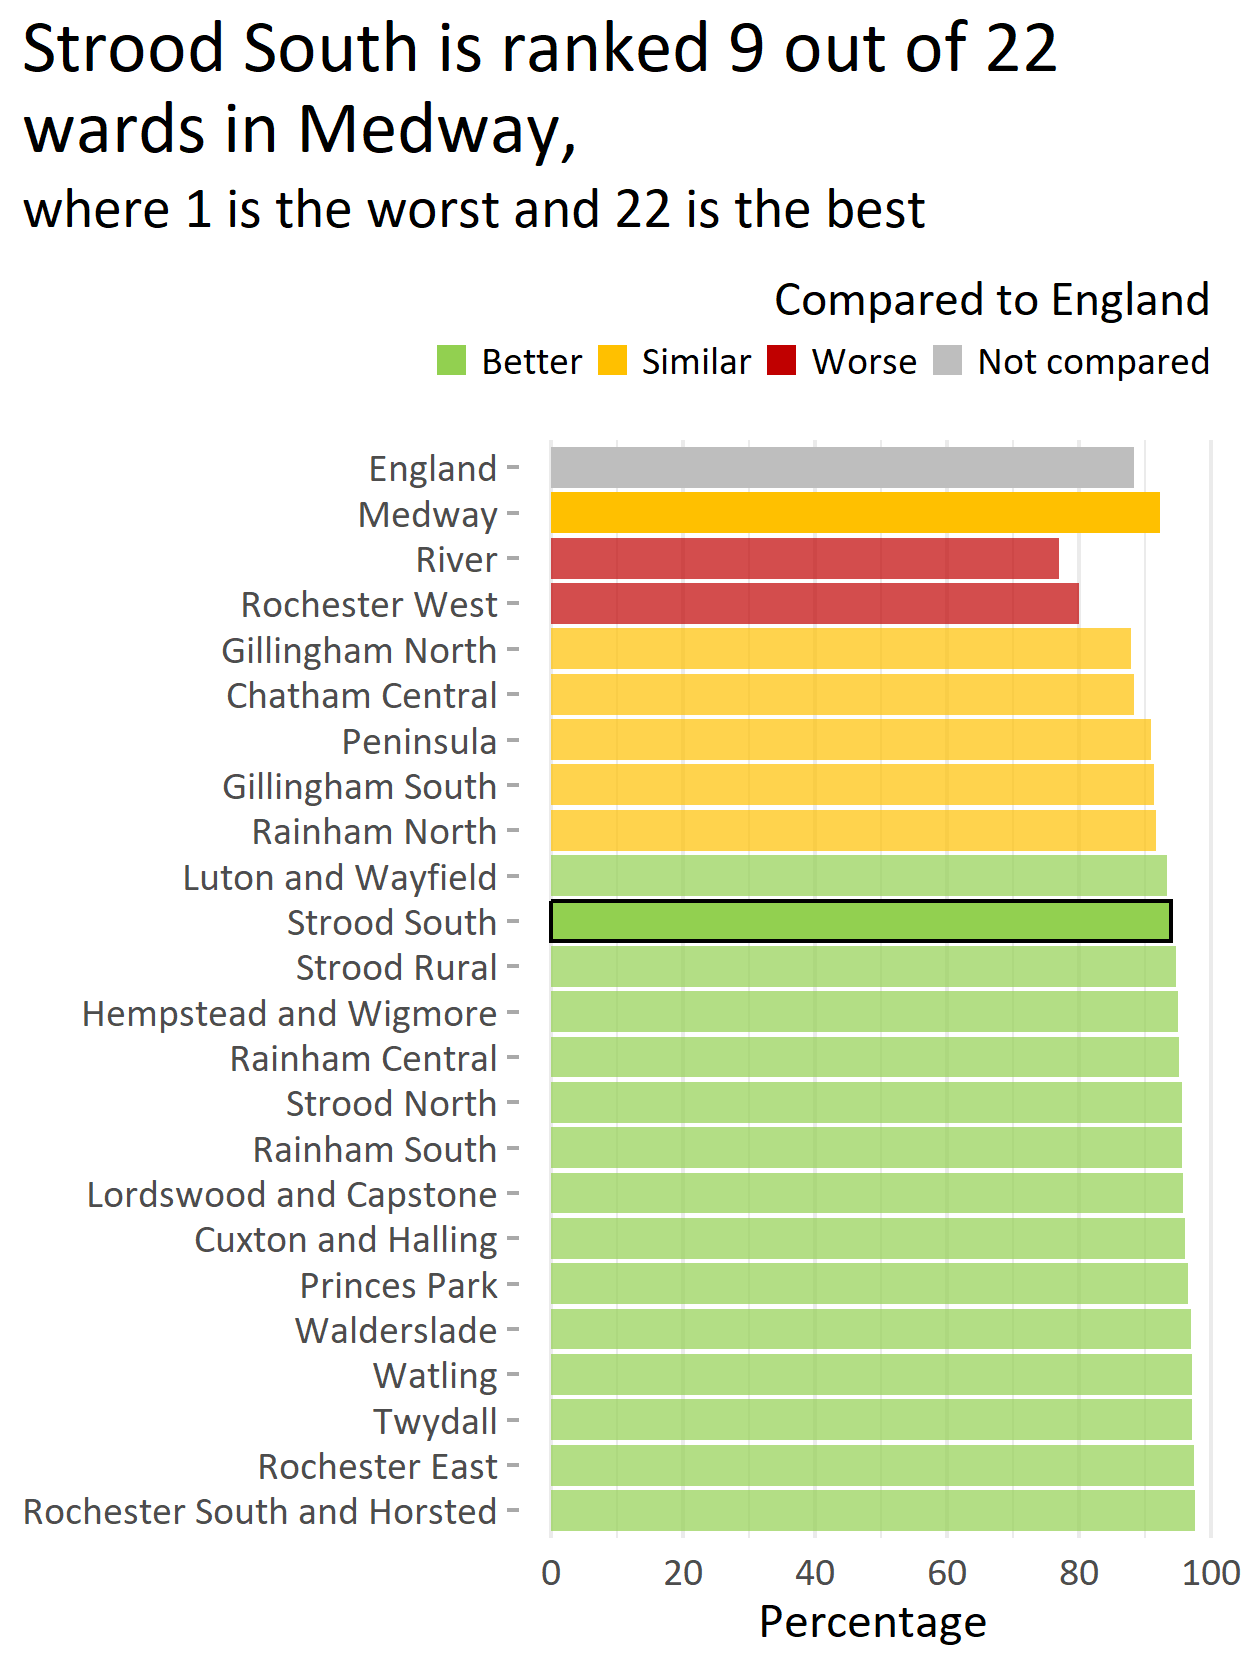 Strood South is ranked 9 out of 22
wards in Medway,
where 1 is the worst and 22 is the best
Compared to England
Better Similar Worse Not compared
England
Medway
River
Rochester West
Gillingham North
Chatham Central
Peninsula
Gillingham South
Rainham North
Luton and Wayfield
Strood South
Strood Rural
Hempstead and Wigmore
Rainham Central
Strood North
Rainham South
Lordswood and Capstone
Cuxton and Halling
Princes Park
Walderslade
Watling
Twydall
Rochester East
Rochester South and Horsted
0 20 40 60 80 100
Percentage